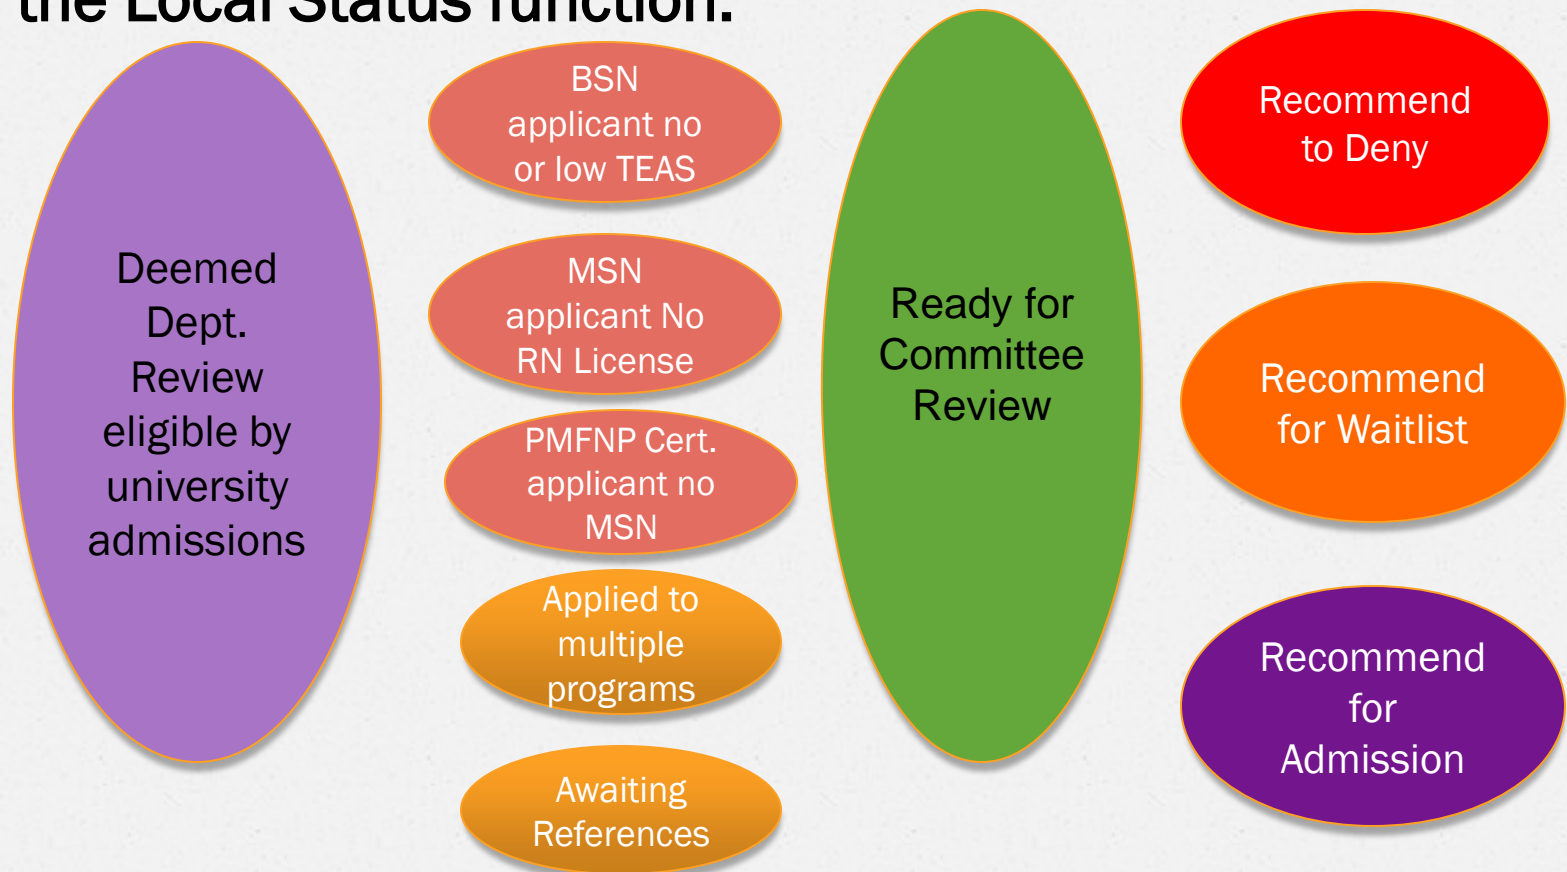 the Local Status function.
Deemed
Dept.
Review
eligible by
university
admissions
BSN
applicant no
or low TEAS
MSN
applicant No
RN License
PMFNP Cert.
applicant no
MSN
Applied to
multiple
programs
Awaiting
References
Ready for
Committee
Review
Recommend
to Deny
Recommend
for Waitlist
Recommend
for
Admission